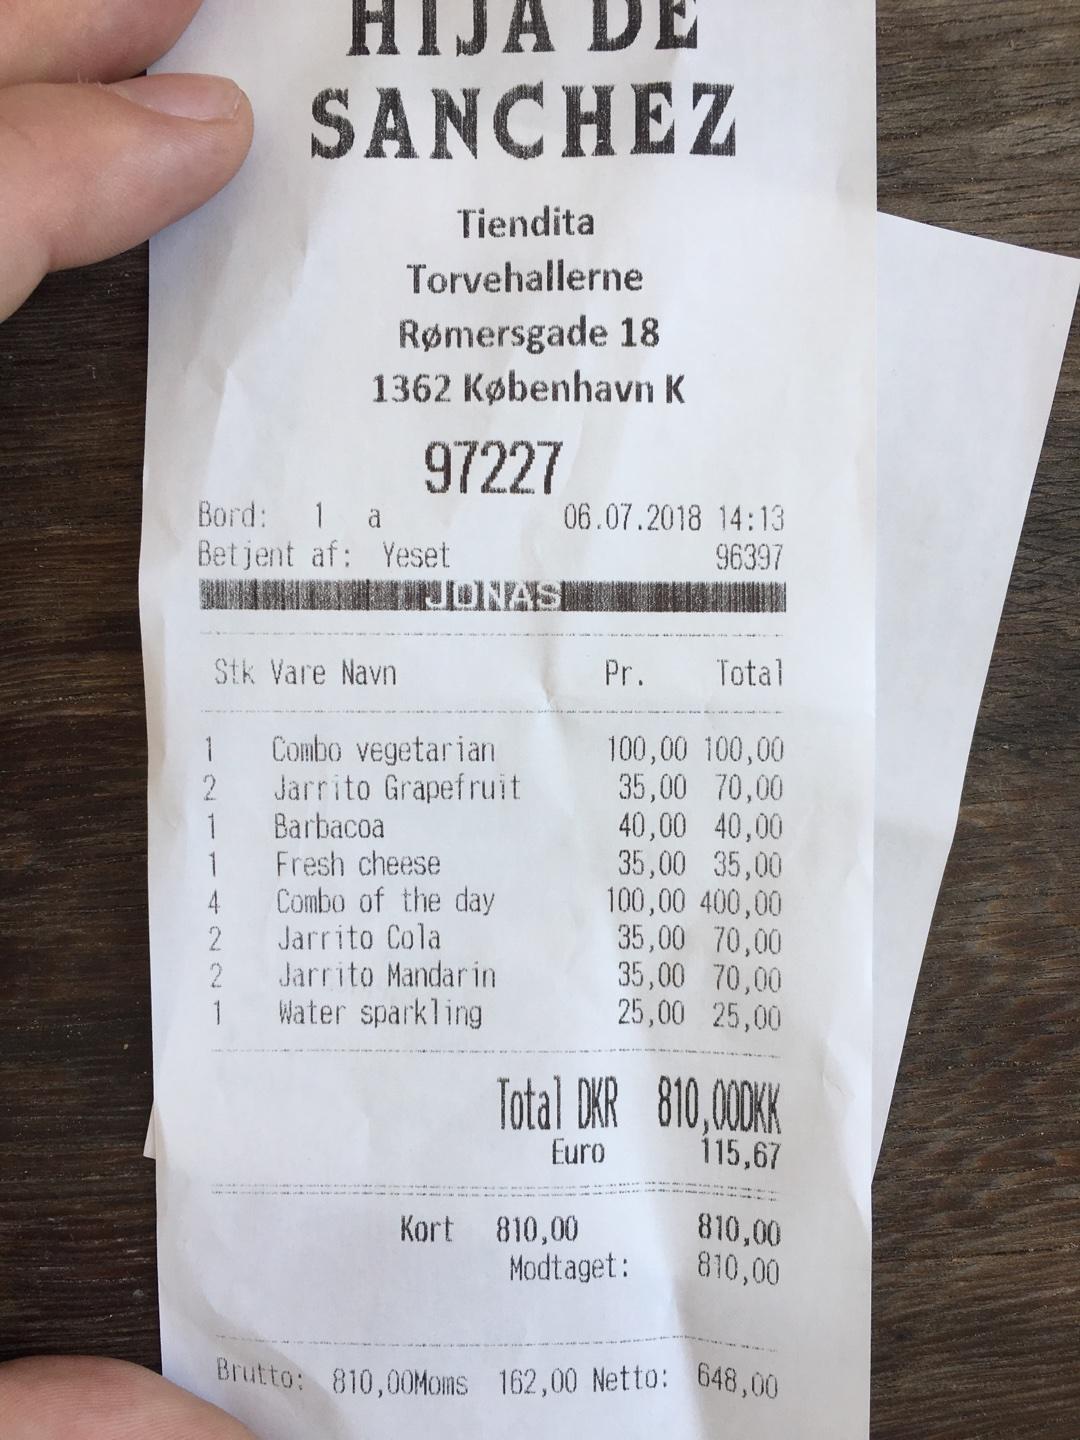 HIJA DE
SANCHEZ
Tiendita
Torvehallerne
Rømersgade 18
1362 København K
97227
Bord: 1 a 06.07.2018 14:13
Betjent af: Yeset 96397
JONAS
Stk Vare Navn Pr. Total
1 Combo vegetarian 100,00 100,00
2 Jarrito Grapefruit 35,00 70,00
1 Barbacoa 40,00 40,00
1 Fresh cheese 35,00 35,00
4 Combo of the day 100,00 400,00
2 Jarrito Cola 35,00 70,00
2 Jarrito Mandarin 35,00 70,00
1 Water sparkling 25,00 25,00
Total DKR 810,00DKK
Euro 115,67
Kort 810,00 810,00
Modtaget: 810,00
Brutto: 810,00Moms 162,00 Netto: 648,00